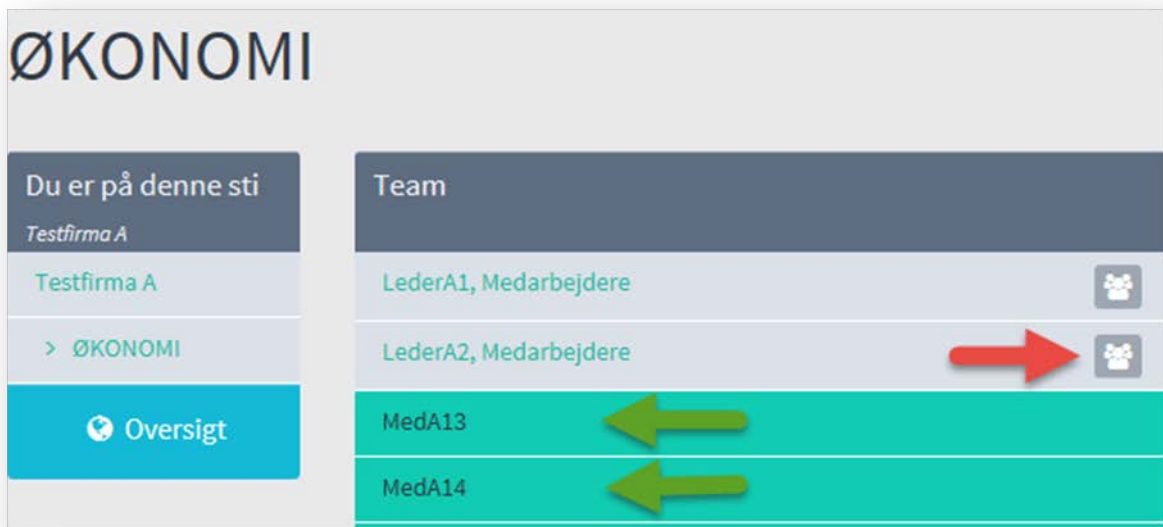 ØKONOMI
Du er på denne sti
Testfirma A
Testfirma A
> ØKONOMI
Oversigt
Team
LederA1, Medarbejdere
LederA2, Medarbejdere
MedA13
MedA14